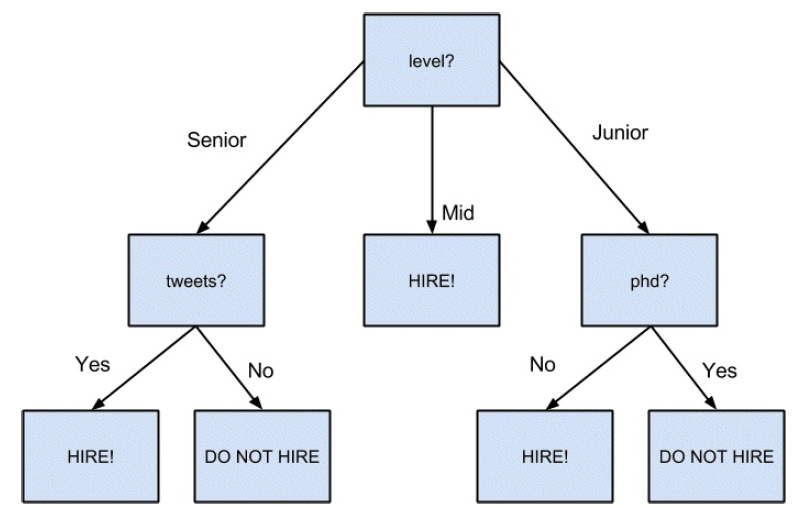 level?
Senior
Junior
Mid
tweets?
HIRE!
phd?
Yes
No
No
Yes
HIRE!
DO NOT HIRE
HIRE!
DO NOT HIRE